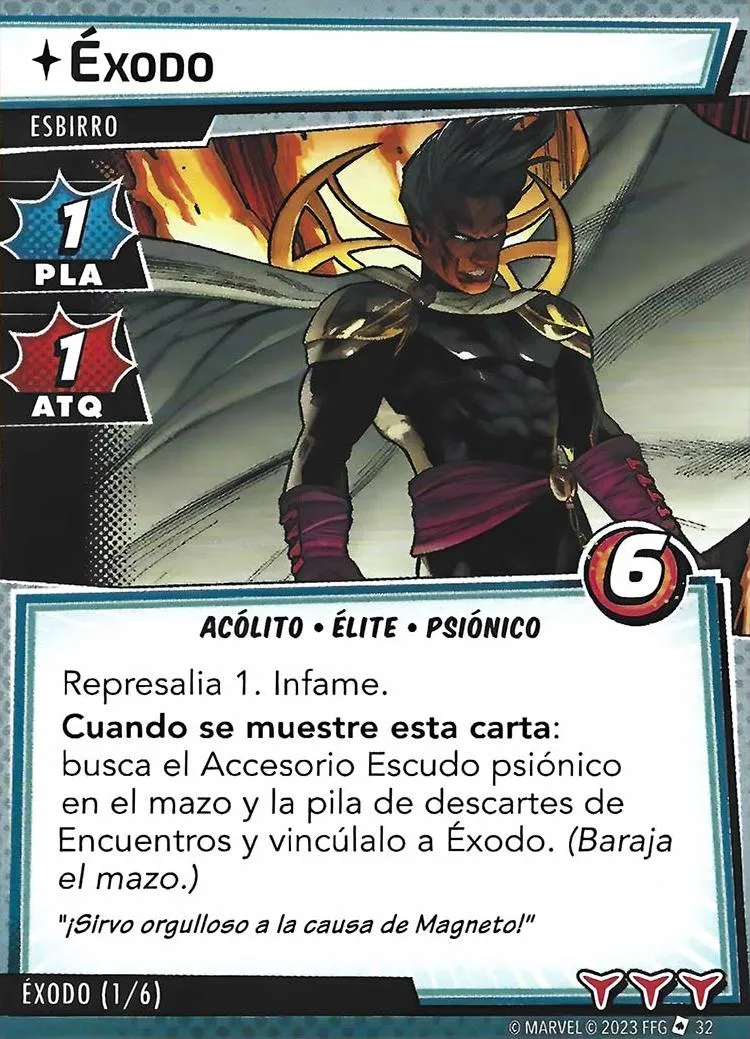 Éxodo
ESBIRRO
1
PLA
1
ATQ
6
ACÓLITO • ÉLITE • PSIÓNICO
Represalia 1. Infame.
Cuando se muestre esta carta:
busca el Accesorio Escudo psiónico
en el mazo y la pila de descartes de
Encuentros y vincúlalo a Éxodo. (Baraja
el mazo.)
"¡Sirvo orgulloso a la causa de Magneto!"
ÉXODO (1/6)
© MARVEL © 2023 FFG 32